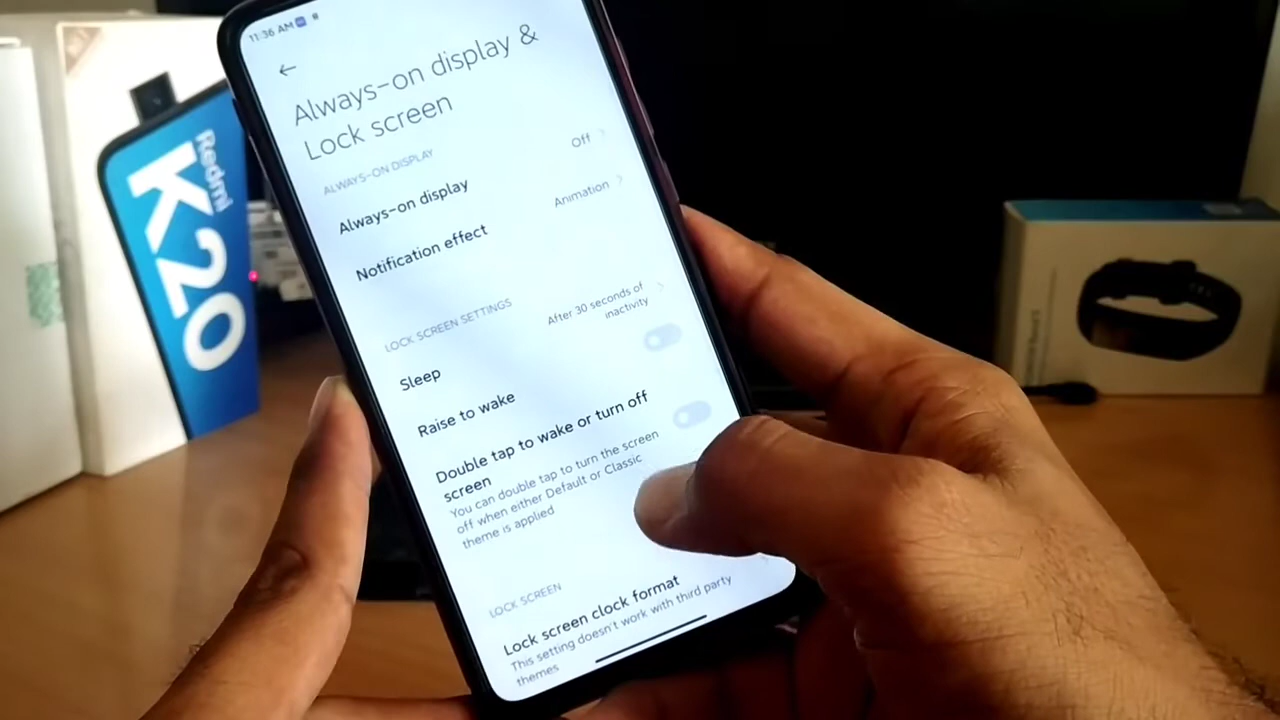 11:36 AM
Always-on display &
Lock screen
ALWAYS-ON DISPLAY
Always-on display
Off
Notification effect
Animation
LOCK SCREEN SETTINGS
Sleep
After 30 seconds of
inactivity
Raise to wake
Double tap to wake or turn off
screen
You can double tap to turn the screen
off when either Default or Classic
theme is applied
LOCK SCREEN
Lock screen clock format
This setting doesn't work with third party
themes
Redmi
K20